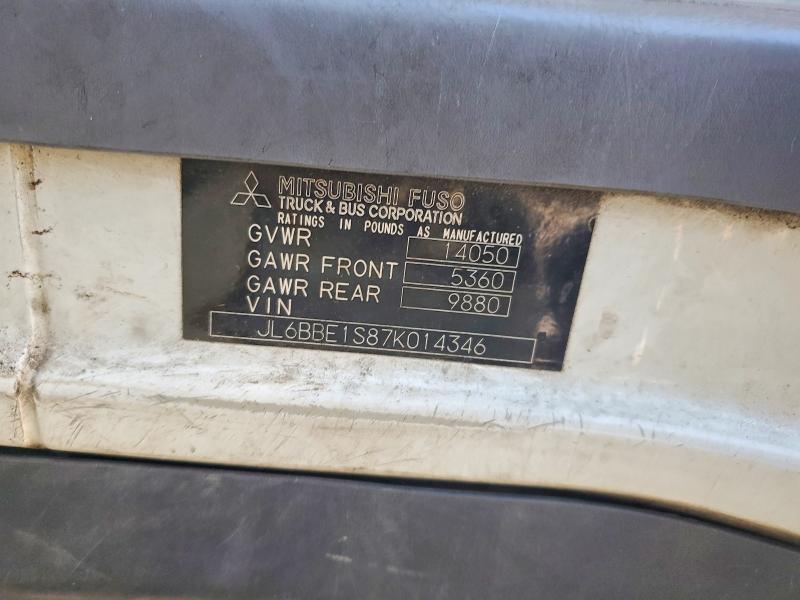 MITSUBISHI FUSO
TRUCK & BUS CORPORATION
RATINGS IN POUNDS AS MANUFACTURED
GVWR 14050
GAWR FRONT 5360
GAWR REAR 9880
VIN
JL6BBE1S87K014346